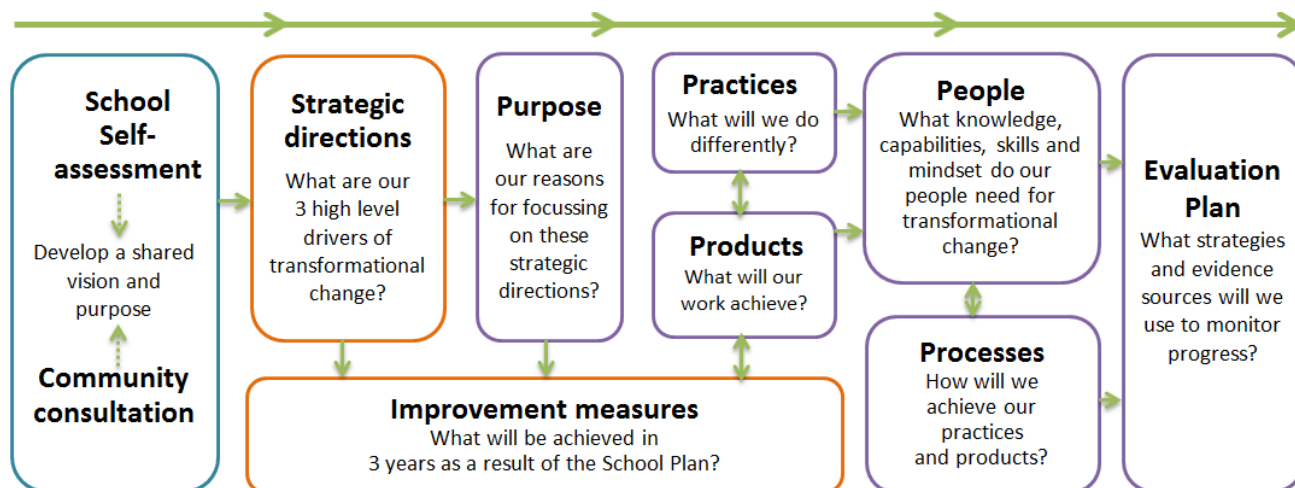 School
Self-
assessment
Develop a shared
vision and
purpose
Community
consultation
Strategic
directions
What are our
3 high level
drivers of
transformational
change?
Purpose
What are
our reasons
for focussing
on these
strategic
directions?
Improvement measures
What will be achieved in
3 years as a result of the School Plan?
Practices
What will we do
differently?
Products
What will our
work achieve?
People
What knowledge,
capabilities, skills and
mindset do our
people need for
transformational
change?
Processes
How will we
achieve our
practices
and products?
Evaluation
Plan
What strategies
and evidence
sources will we
use to monitor
progress?